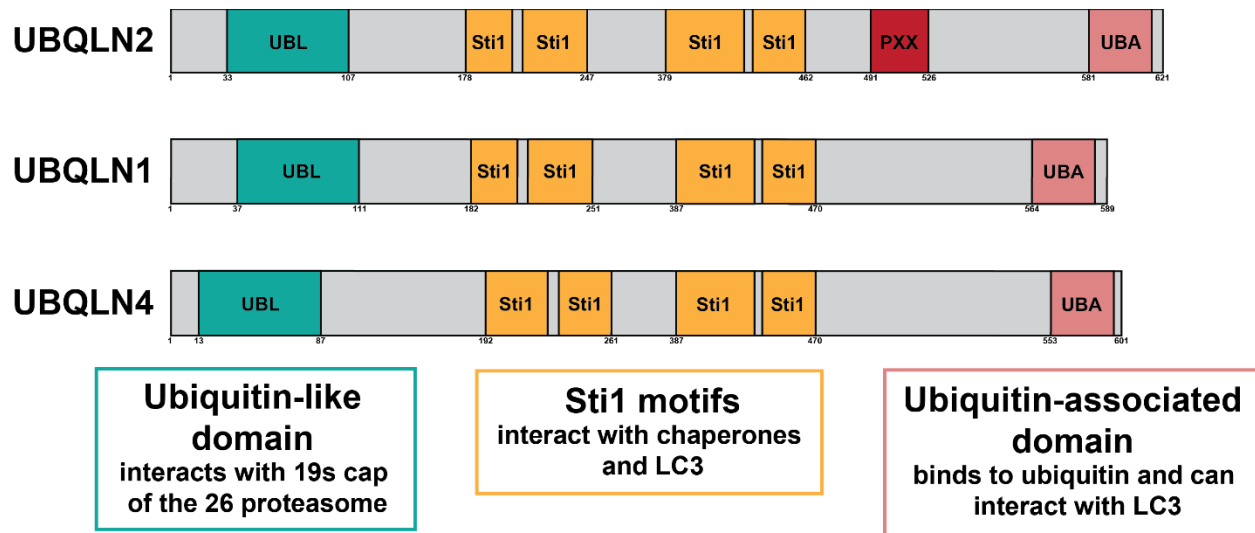 UBQLN2
UBL Sti1 Sti1 Sti1 Sti1 PXX UBA
1 33 107 178 247 379 462 491 526 581 621
UBQLN1
UBL Sti1 Sti1 Sti1 Sti1 UBA
1 37 111 182 251 387 470 564 589
UBQLN4
UBL Sti1 Sti1 Sti1 Sti1 UBA
1 13 87 192 261 387 470 553 601
Ubiquitin-like
domain
interacts with 19s cap
of the 26 proteasome
Sti1 motifs
interact with chaperones
and LC3
Ubiquitin-associated
domain
binds to ubiquitin and can
interact with LC3